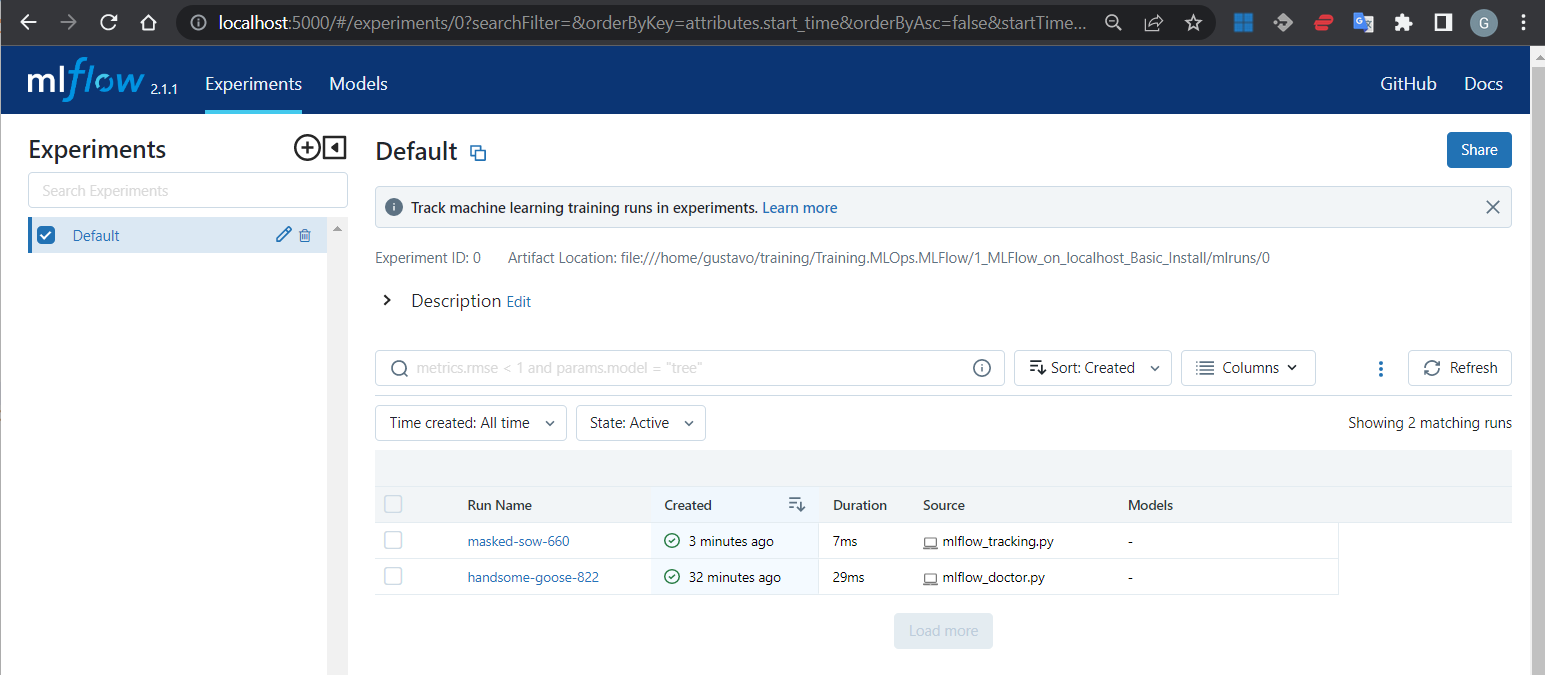 localhost:5000/#/experiments/0?searchFilter=&orderByKey=attributes.start_time&orderByAsc=false&startTime...
G
mlflow 2.1.1 Experiments Models GitHub Docs
Experiments
Search Experiments
Default
Default
Share
Track machine learning training runs in experiments. Learn more
Experiment ID: 0 Artifact Location: file:///home/gustavo/training/Training.MLOps.MLFlow/1_MLFlow_on_localhost_Basic_Install/mlruns/0
Description Edit
metrics.rmse < 1 and params.model = "tree"
Sort: Created
Columns
Refresh
Time created: All time
State: Active
Showing 2 matching runs
Run Name Created Duration Source Models
masked-sow-660 3 minutes ago 7ms mlflow_tracking.py -
handsome-goose-822 32 minutes ago 29ms mlflow_doctor.py -
Load more